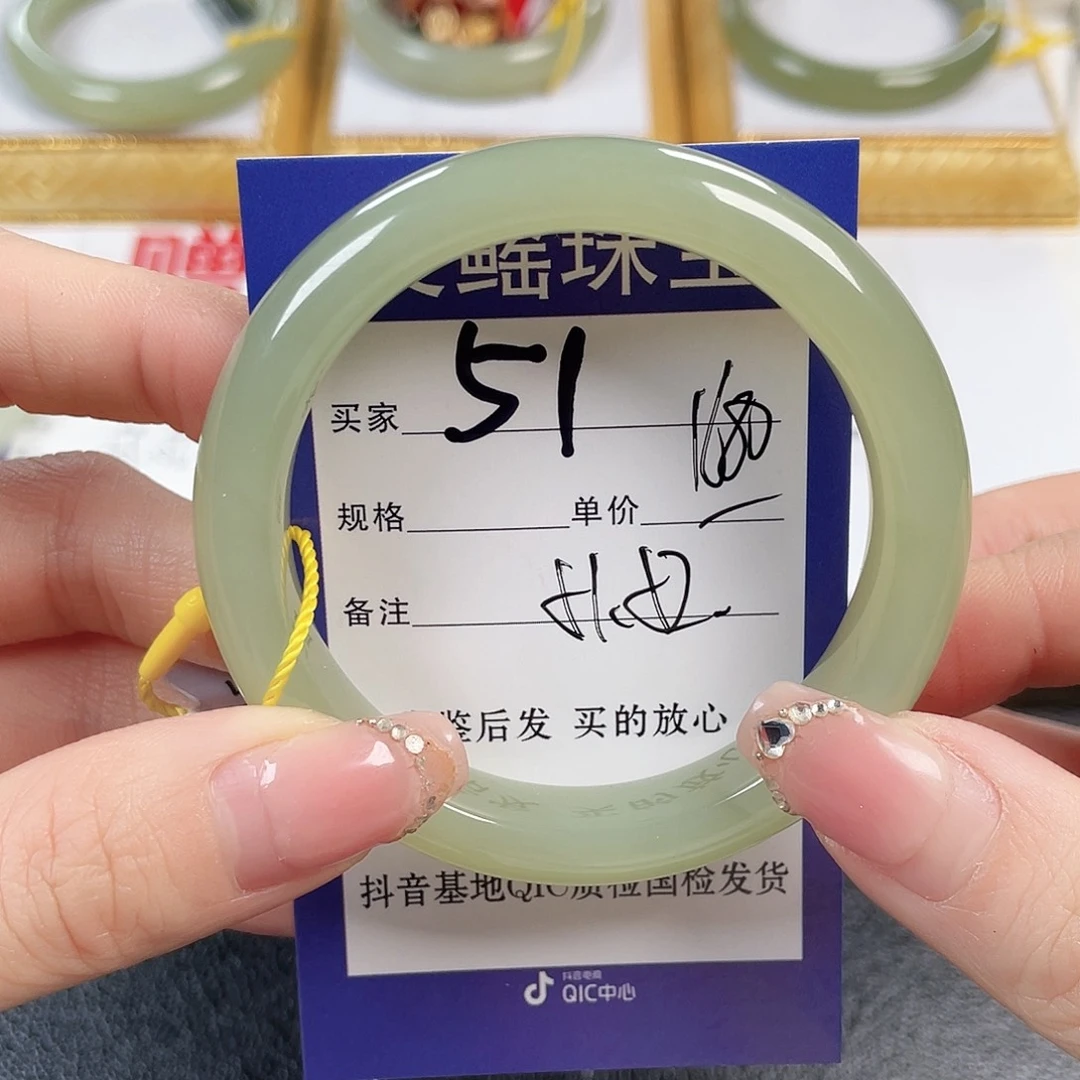 鳐珠宝
买家 51
规格 单价 1680
备注
鉴后发 买的放心
抖音基地QIC质检国检发货
抖音电商
QIC中心